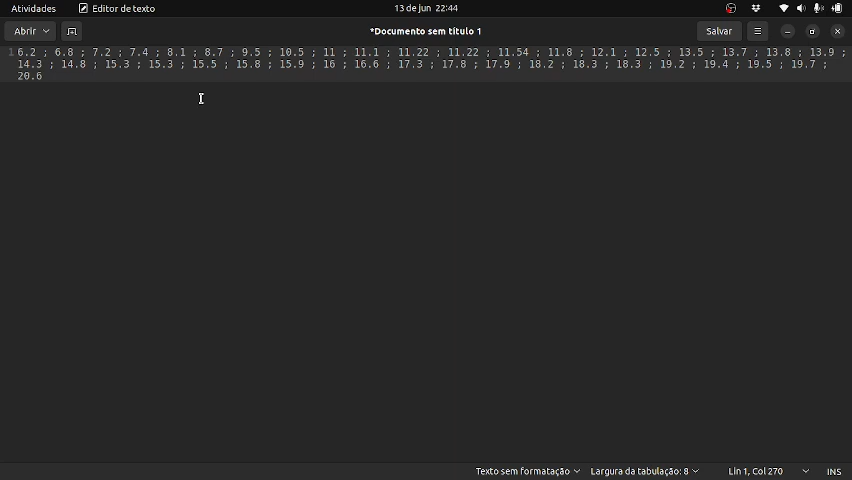 Atividades Editor de texto 13 de jun 22:44
Abrir *Documento sem título 1 Salvar
1 6.2 ; 6.8 ; 7.2 ; 7.4 ; 8.1 ; 8.7 ; 9.5 ; 10.5 ; 11 ; 11.1 ; 11.22 ; 11.22 ; 11.54 ; 11.8 ; 12.1 ; 12.5 ; 13.5 ; 13.7 ; 13.8 ; 13.9 ;
14.3 ; 14.8 ; 15.3 ; 15.3 ; 15.5 ; 15.8 ; 15.9 ; 16 ; 16.6 ; 17.3 ; 17.8 ; 17.9 ; 18.2 ; 18.3 ; 18.3 ; 19.2 ; 19.4 ; 19.5 ; 19.7 ;
20.6
Texto sem formatação Largura da tabulação: 8 Lin 1, Col 270 INS